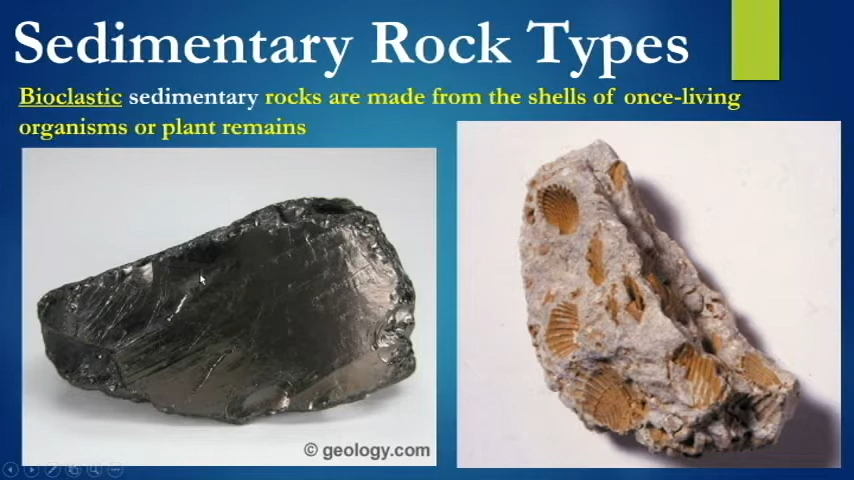 Sedimentary Rock Types
Bioclastic sedimentary rocks are made from the shells of once-living
organisms or plant remains
© geology.com